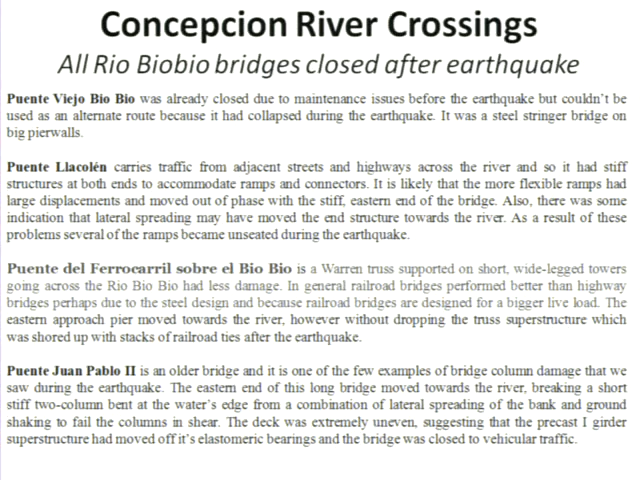 Concepcion River Crossings
All Rio Biobio bridges closed after earthquake
Puente Viejo Bio Bio was already closed due to maintenance issues before the earthquake but couldn't be
used as an alternate route because it had collapsed during the earthquake. It was a steel stringer bridge on
big pierwalls.
Puente Llacolén carries traffic from adjacent streets and highways across the river and so it had stiff
structures at both ends to accommodate ramps and connectors. It is likely that the more flexible ramps had
large displacements and moved out of phase with the stiff, eastern end of the bridge. Also, there was some
indication that lateral spreading may have moved the end structure towards the river. As a result of these
problems several of the ramps became unseated during the earthquake.
Puente del Ferrocarril sobre el Bio Bio is a Warren truss supported on short, wide-legged towers
going across the Rio Bio Bio had less damage. In general railroad bridges performed better than highway
bridges perhaps due to the steel design and because railroad bridges are designed for a bigger live load. The
eastern approach pier moved towards the river, however without dropping the truss superstructure which
was shored up with stacks of railroad ties after the earthquake.
Puente Juan Pablo II is an older bridge and it is one of the few examples of bridge column damage that we
saw during the earthquake. The eastern end of this long bridge moved towards the river, breaking a short
stiff two-column bent at the water's edge from a combination of lateral spreading of the bank and ground
shaking to fail the columns in shear. The deck was extremely uneven, suggesting that the precast I girder
superstructure had moved off it's elastomeric bearings and the bridge was closed to vehicular traffic.